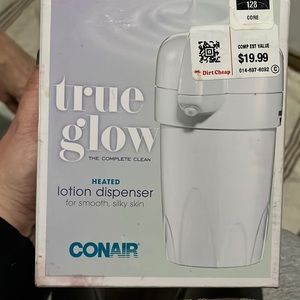 128
CORE
COMP EST VALUE
$19.99
Dirt Cheap
014-697-6092 C
true
glow
THE COMPLETE CLEAN
HEATED
lotion dispenser
for smooth, silky skin
CONAIR